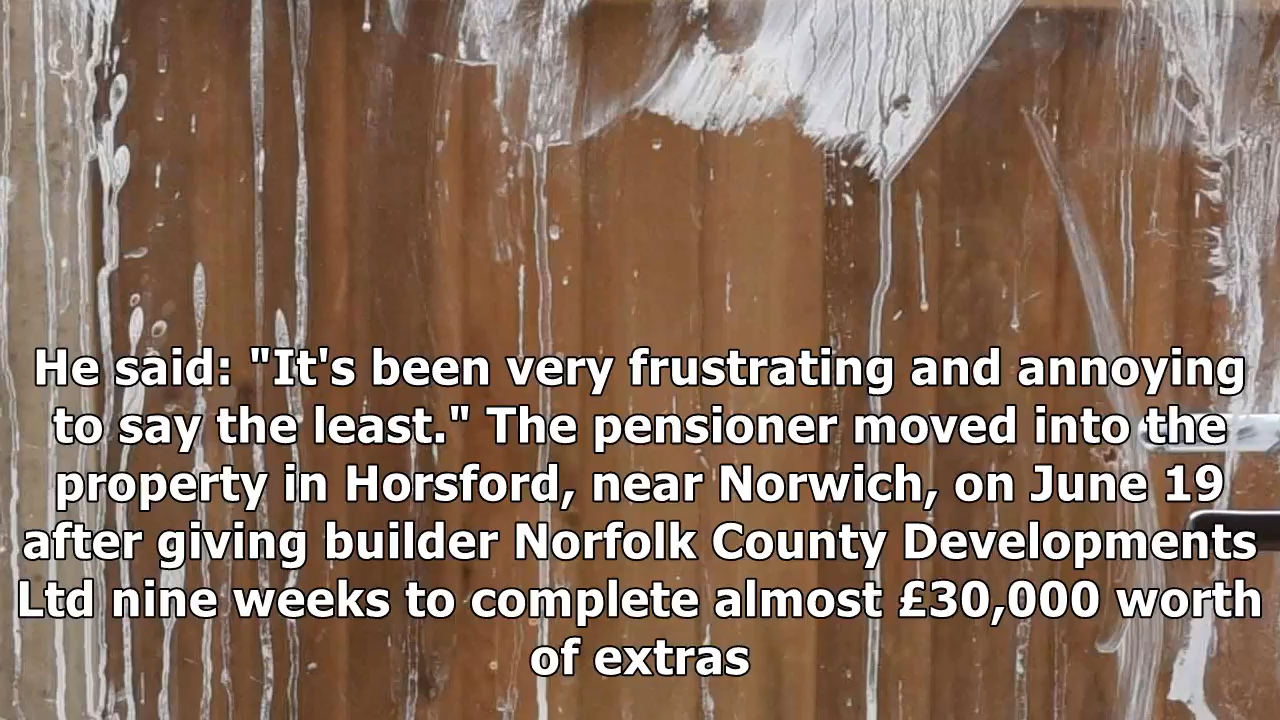 He said: "It's been very frustrating and annoying
to say the least." The pensioner moved into the
property in Horsford, near Norwich, on June 19
after giving builder Norfolk County Developments
Ltd nine weeks to complete almost £30,000 worth
of extras